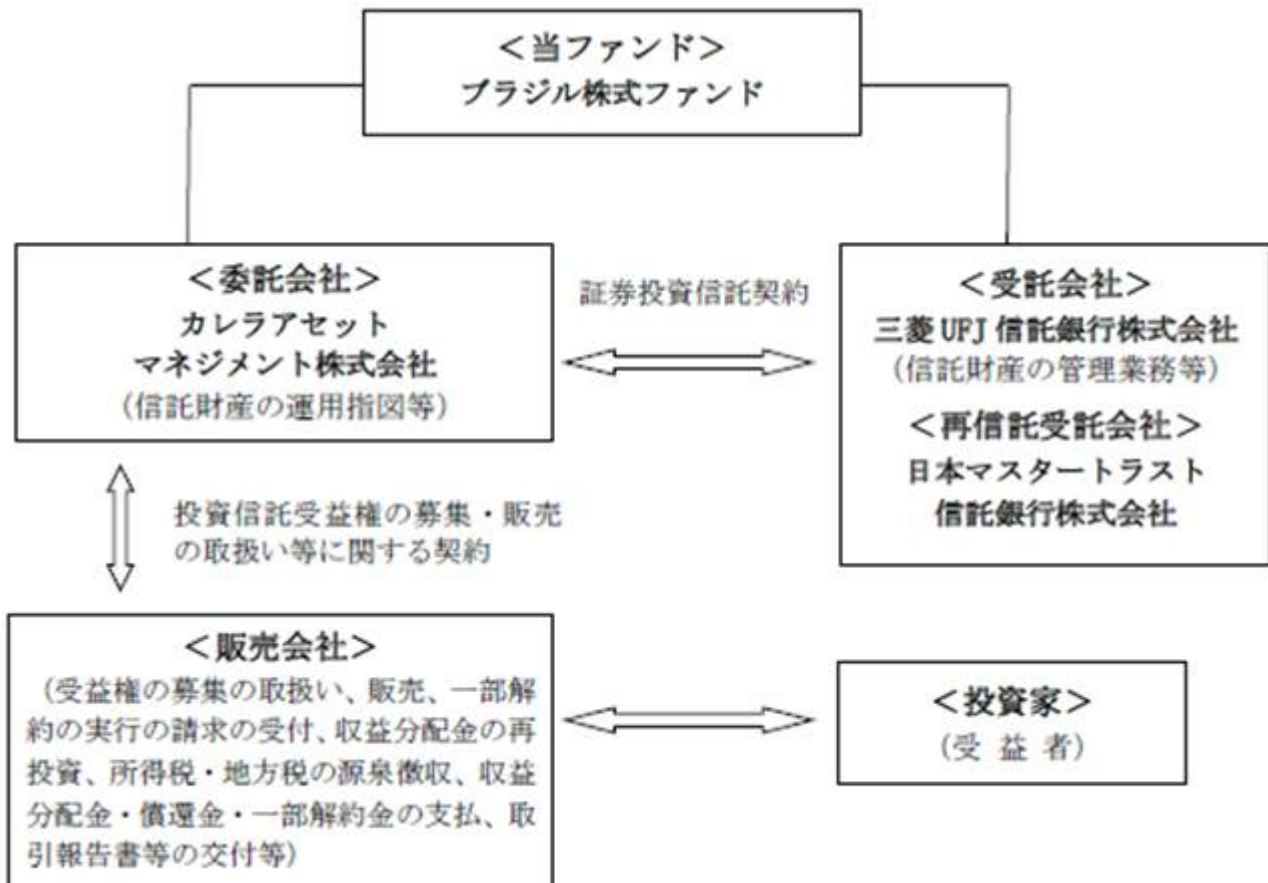 ＜当ファンド＞
ブラジル株式ファンド
＜委託会社＞
カレラアセット
マネジメント株式会社
（信託財産の運用指図等）
証券投資信託契約
＜受託会社＞
三菱 UFJ 信託銀行株式会社
（信託財産の管理業務等）
＜再信託受託会社＞
日本マスタートラスト
信託銀行株式会社
投資信託受益権の募集・販売
の取扱い等に関する契約
＜販売会社＞
（受益権の募集の取扱い、販売、一部解
約の実行の請求の受付、収益分配金の再
投資、所得税・地方税の源泉徴収、収益
分配金・償還金・一部解約金の支払、取
引報告書等の交付等）
＜投資家＞
（受 益 者）